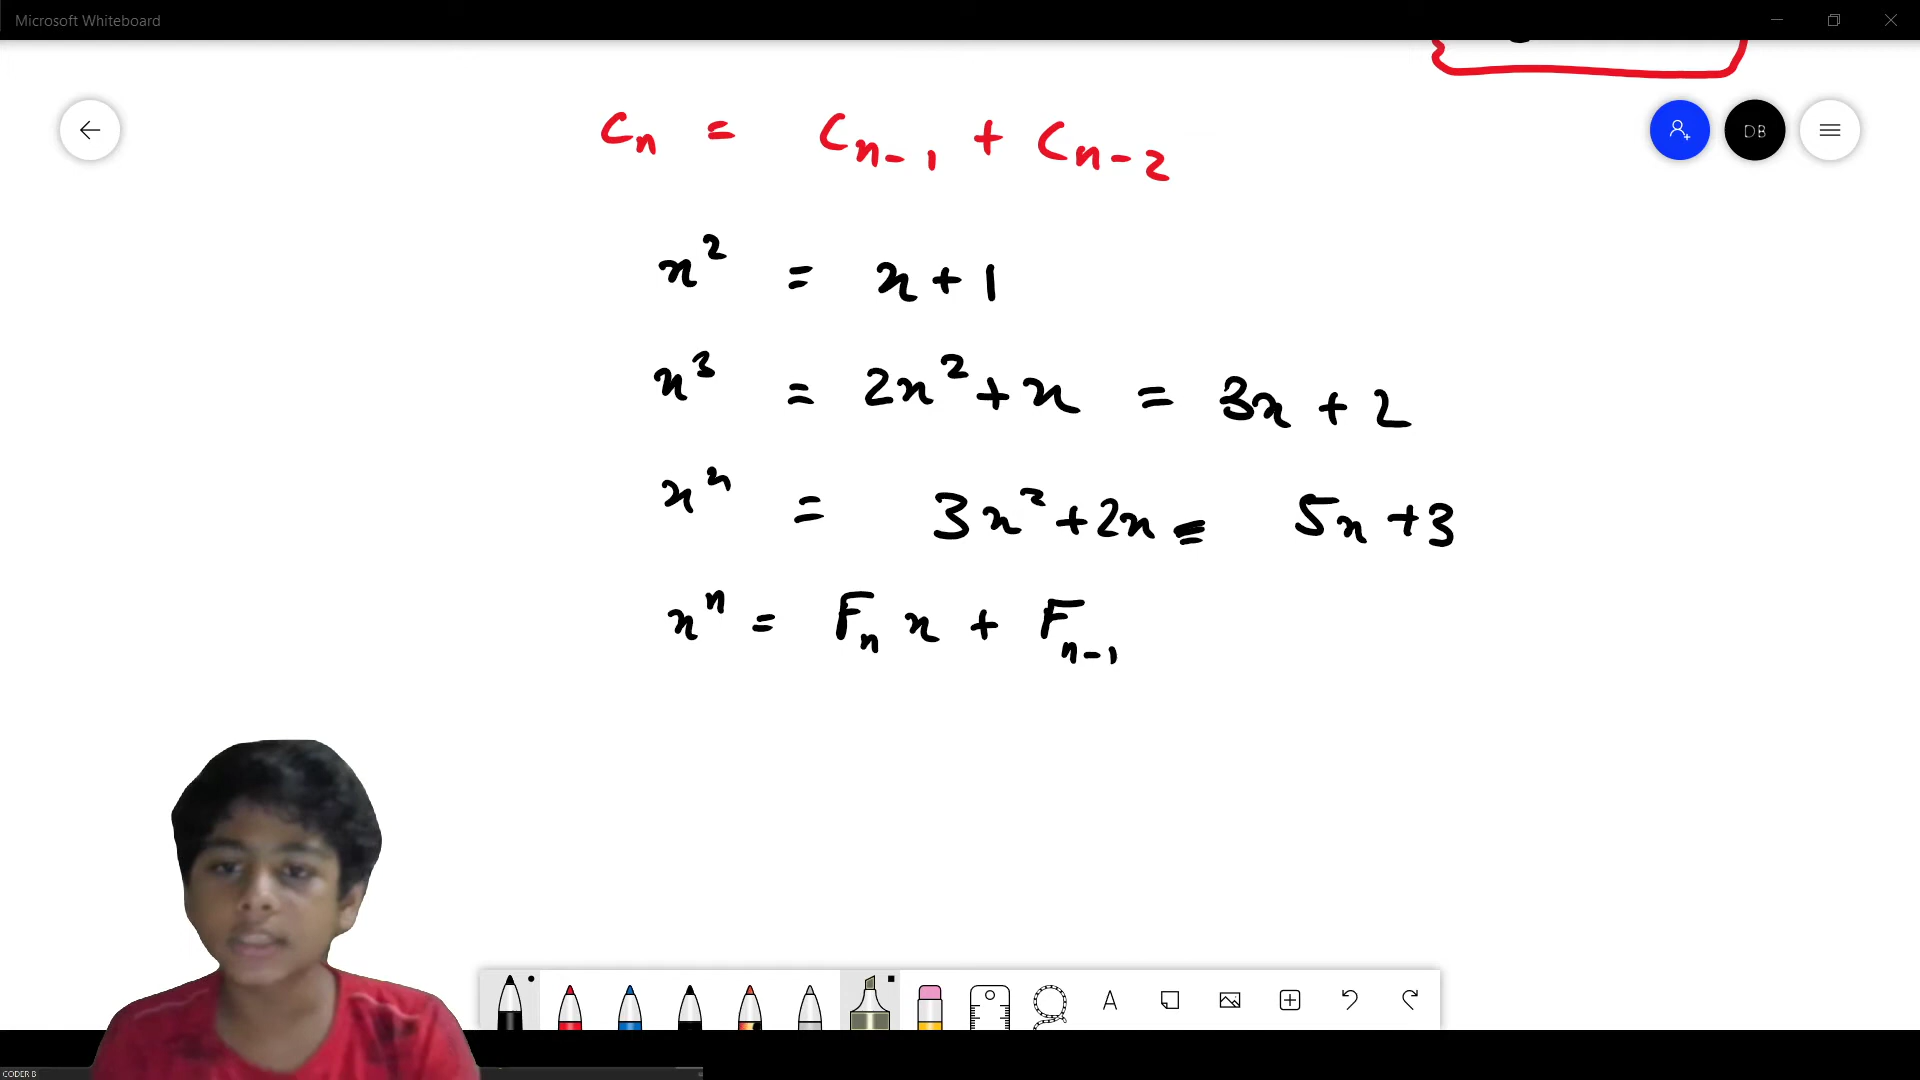 Microsoft Whiteboard
Cn = Cn-1 + Cn-2
DB
x² = x + 1
x³ = 2x² + x = 3x + 2
x⁴ = 3x² + 2x = 5x + 3
xⁿ = Fn x + Fn-1
A
CODER B